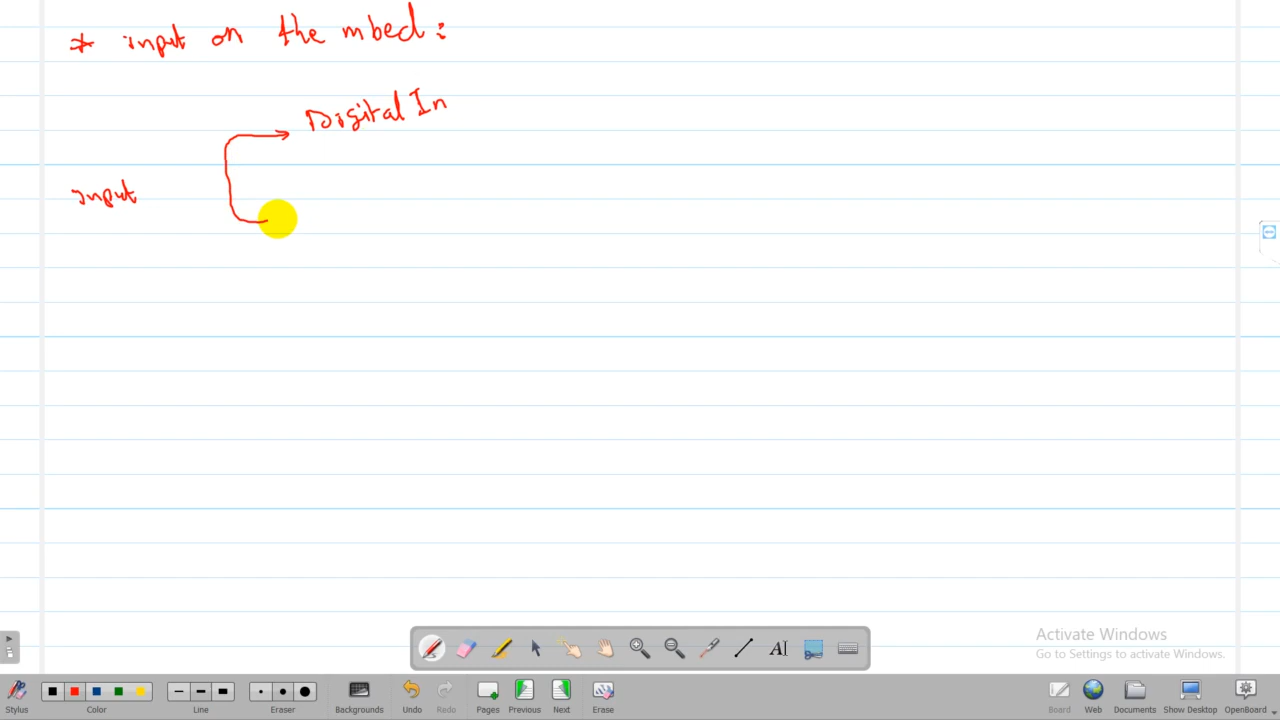 * input on the mbed :
Digital In
input
Activate Windows
Go to Settings to activate Windows.
Stylus
Color
Line
Eraser
Backgrounds
Undo
Redo
Pages
Previous
Next
Erase
Board
Web
Documents
Show Desktop
OpenBoard